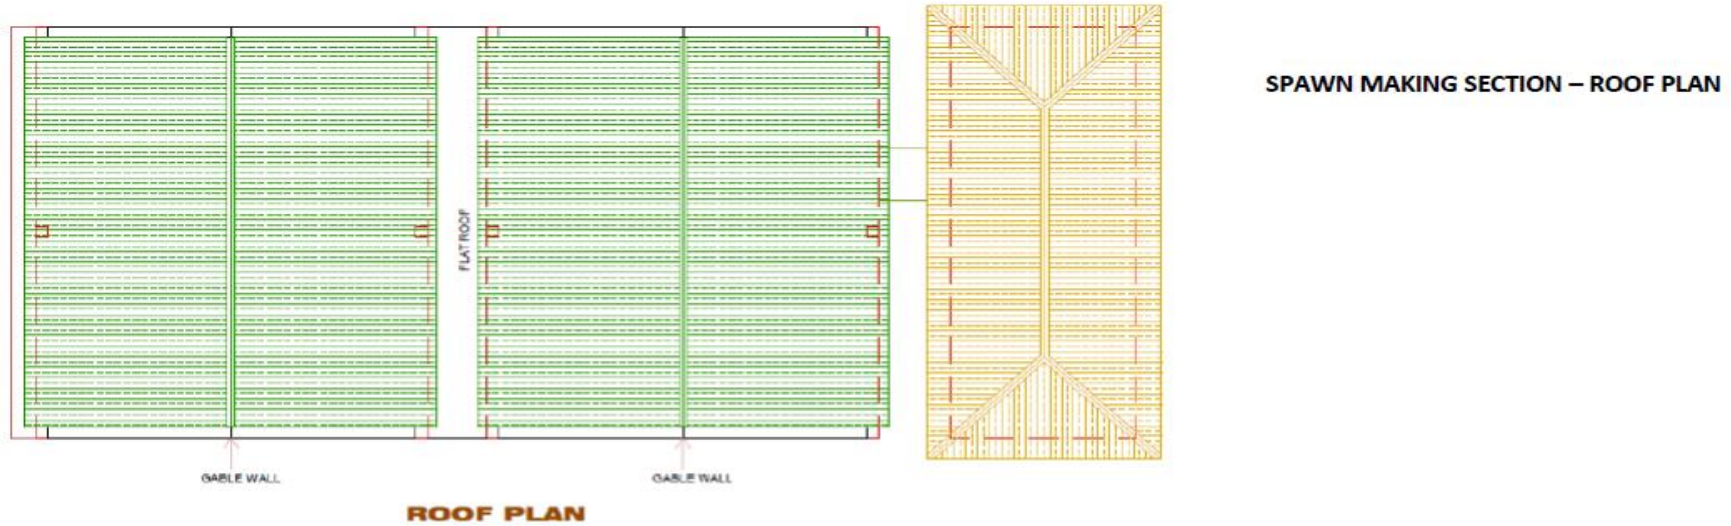 SPAWN MAKING SECTION – ROOF PLAN
FLAT ROOF
GABLE WALL
GABLE WALL
ROOF PLAN